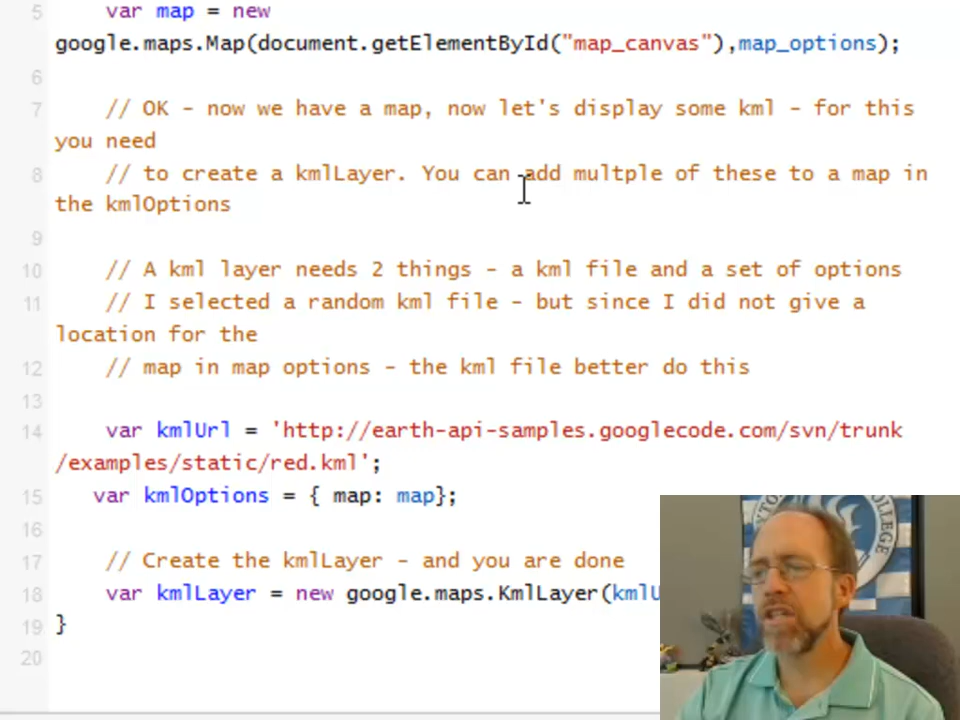 5 var map = new
google.maps.Map(document.getElementById("map_canvas"),map_options);
6
7 // OK - now we have a map, now let's display some kml - for this
you need
8 // to create a kmlLayer. You can add multple of these to a map in
the kmlOptions
9
10 // A kml layer needs 2 things - a kml file and a set of options
11 // I selected a random kml file - but since I did not give a
location for the
12 // map in map options - the kml file better do this
13
14 var kmlUrl = 'http://earth-api-samples.googlecode.com/svn/trunk
/examples/static/red.kml';
15 var kmlOptions = { map: map};
16
17 // Create the kmlLayer - and you are done
18 var kmlLayer = new google.maps.KmlLayer(kmlU
19 }
20